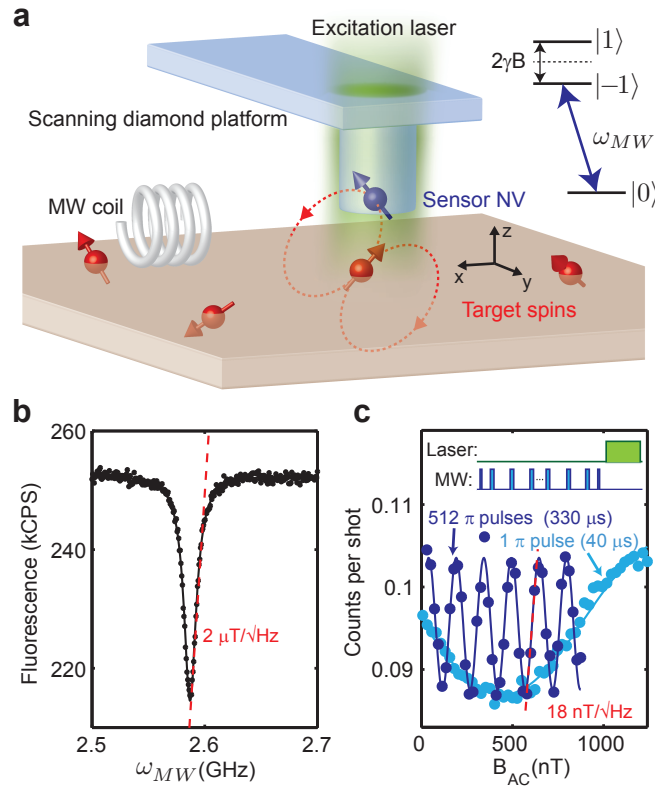 a
Excitation laser
|1⟩
2γB
|−1⟩
Scanning diamond platform
ω_MW
MW coil
Sensor NV
|0⟩
z
x
y
Target spins
b
c
260
250
240
230
220
210
Fluorescence (kCPS)
2 μT/√Hz
2.5
2.6
2.7
ω_MW(GHz)
Laser:
MW:
...
0.11
0.1
0.09
Counts per shot
512 π pulses (330 μs)
1 π pulse (40 μs)
18 nT/√Hz
0
500
1000
B_AC(nT)